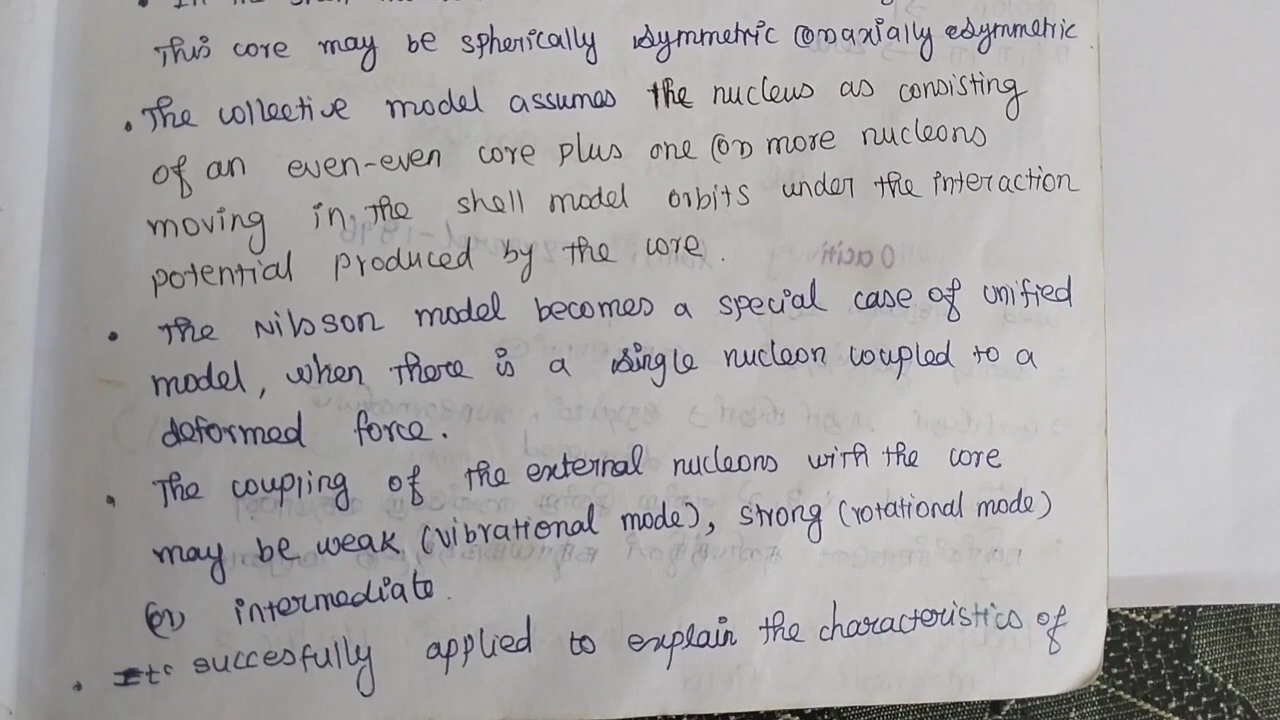 This core may be spherically symmetric (or) axially asymmetric
• The collective model assumes the nucleus as consisting
of an even-even core plus one (or) more nucleons
moving in the shell model orbits under the interaction
potential produced by the core.
• The Nilsson model becomes a special case of unified
model, when there is a single nucleon coupled to a
deformed force.
• The coupling of the external nucleons with the core
may be weak (vibrational mode), strong (rotational mode)
(or) intermediate.
• It succesfully applied to explain the characteristics of